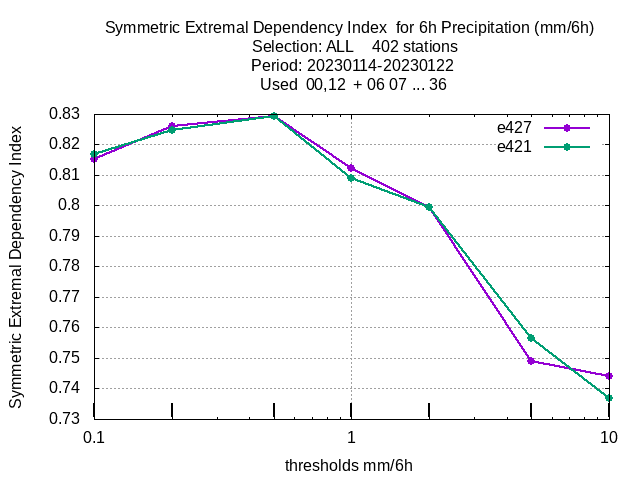 Symmetric Extremal Dependency Index  for 6h Precipitation (mm/6h)
Selection: ALL    402 stations
Period: 20230114-20230122
Used  00,12  + 06 07 ... 36
e427
e421
Symmetric Extremal Dependency Index
0.83
0.82
0.81
0.8
0.79
0.78
0.77
0.76
0.75
0.74
0.73
0.1
1
10
thresholds mm/6h